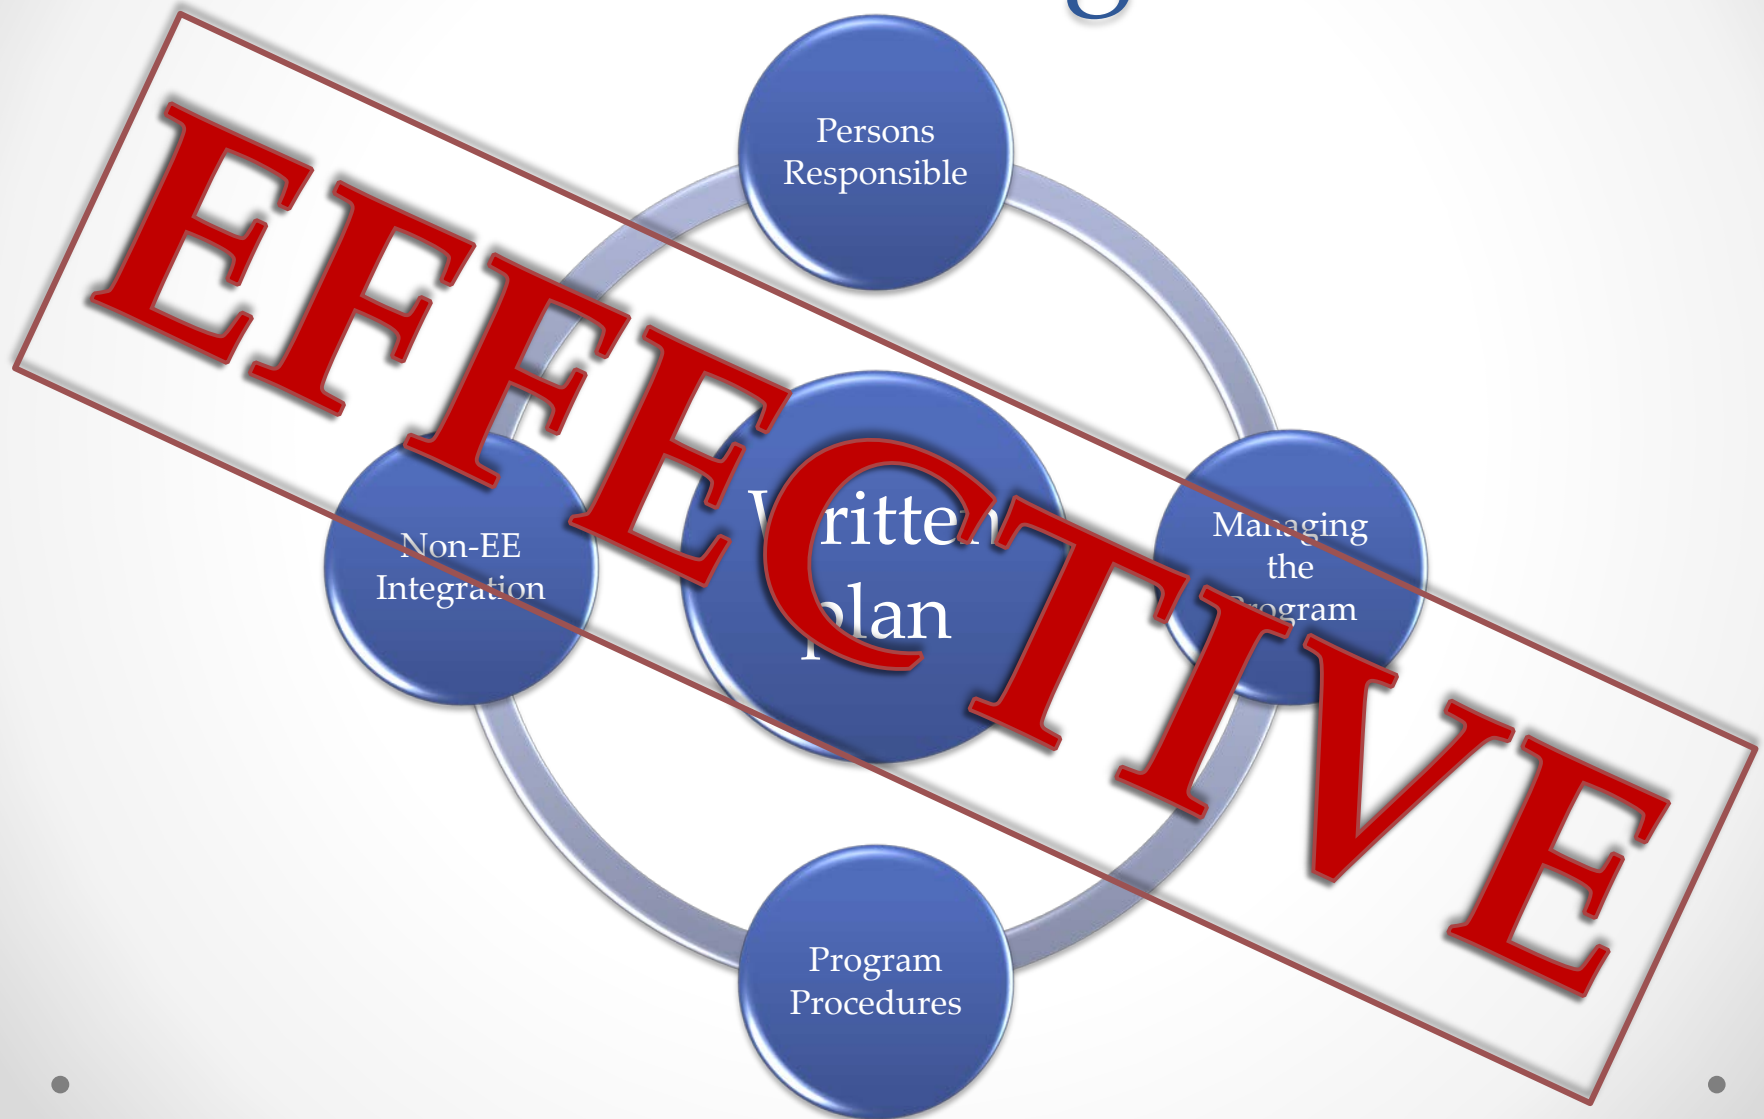 Persons
Responsible
EFFECTIVE
Written
plan
Managing
the
Program
Non-EE
Integration
Program
Procedures